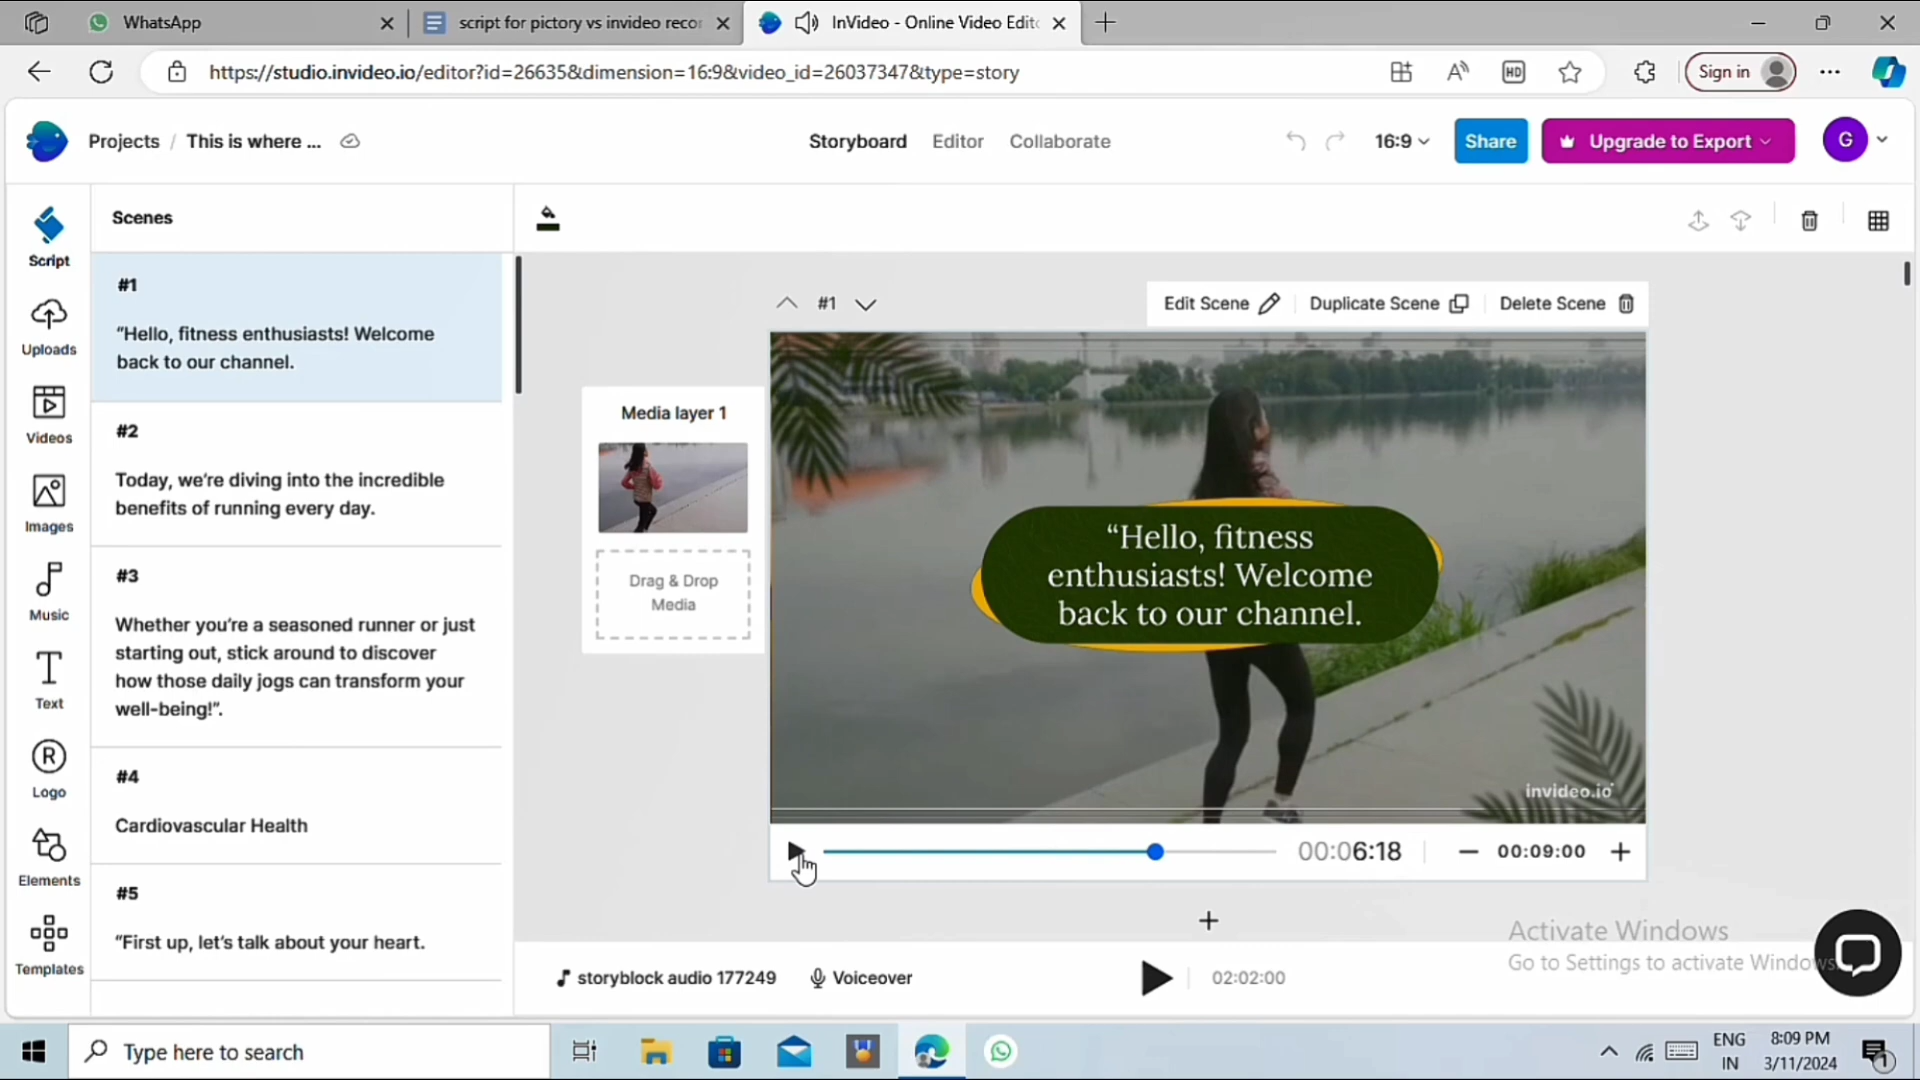 WhatsApp
script for pictory vs invideo reco
InVideo - Online Video Edit
https://studio.invideo.io/editor?id=26635&dimension=16:9&video_id=26037347&type=story
HD
Sign in
Projects / This is where ...
Storyboard
Editor
Collaborate
16:9
Share
Upgrade to Export
G
Script
Uploads
Videos
Images
Music
Text
Logo
Elements
Templates
Scenes
#1
“Hello, fitness enthusiasts! Welcome
back to our channel.
#2
Today, we’re diving into the incredible
benefits of running every day.
#3
Whether you’re a seasoned runner or just
starting out, stick around to discover
how those daily jogs can transform your
well-being!”.
#4
Cardiovascular Health
#5
“First up, let’s talk about your heart.
#1
Edit Scene
Duplicate Scene
Delete Scene
Media layer 1
Drag & Drop
Media
“Hello, fitness
enthusiasts! Welcome
back to our channel.
invideo.io
00:06:18
00:09:00
storyblock audio 177249
Voiceover
02:02:00
Activate Windows
Go to Settings to activate Windows.
Type here to search
ENG
IN
8:09 PM
3/11/2024
1